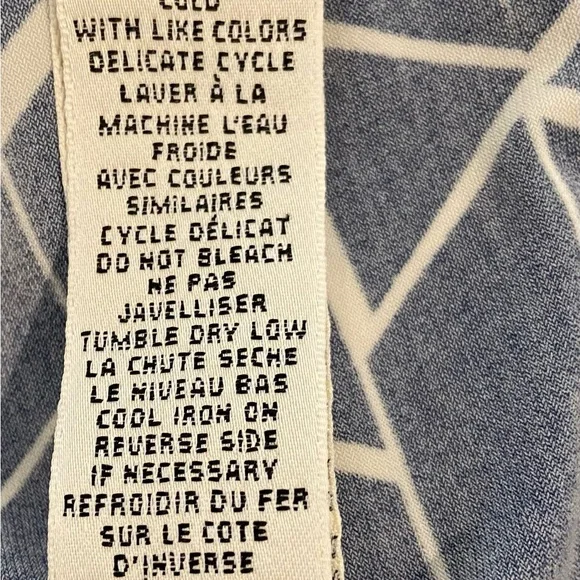 COLD
WITH LIKE COLORS
DELICATE CYCLE
LAVER À LA
MACHINE L'EAU
FROIDE
AVEC COULEURS
SIMILAIRES
CYCLE DÉLICAT
DO NOT BLEACH
NE PAS
JAVELLISER
TUMBLE DRY LOW
LA CHUTE SECHE
LE NIVEAU BAS
COOL IRON ON
REVERSE SIDE
IF NECESSARY
REFROIDIR DU FER
SUR LE COTE
D'INVERSE